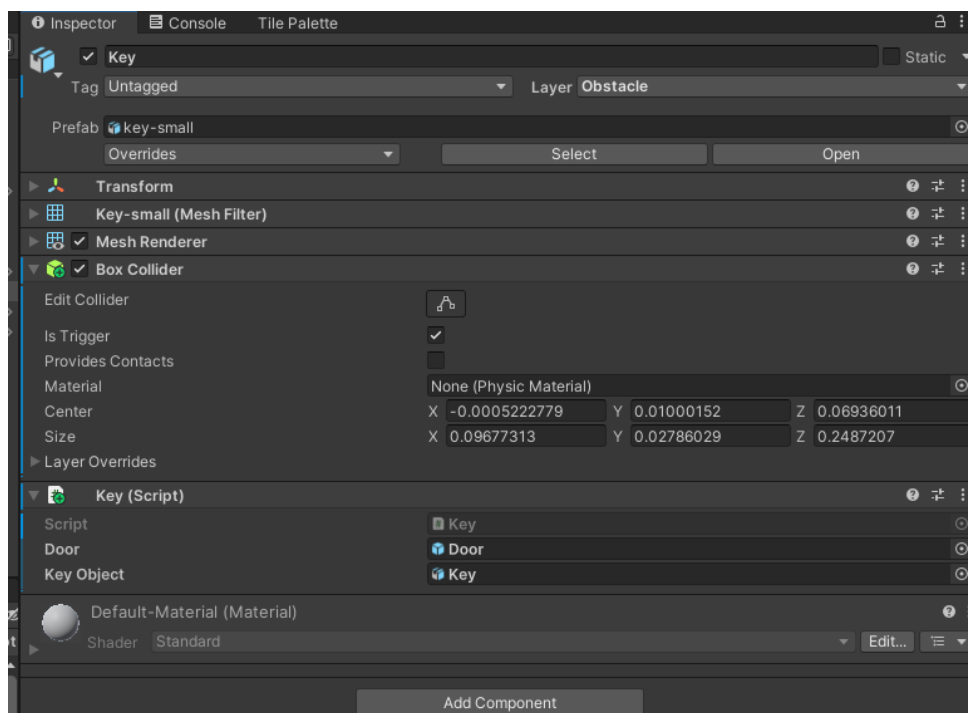 Inspector Console Tile Palette
Key Static
Tag Untagged Layer Obstacle
Prefab key-small
Overrides Select Open
Transform
Key-small (Mesh Filter)
Mesh Renderer
Box Collider
Edit Collider
Is Trigger
Provides Contacts
Material None (Physic Material)
Center X -0.0005222779 Y 0.01000152 Z 0.06936011
Size X 0.09677313 Y 0.02786029 Z 0.2487207
Layer Overrides
Key (Script)
Script Key
Door Door
Key Object Key
Default-Material (Material)
Shader Standard Edit...
Add Component